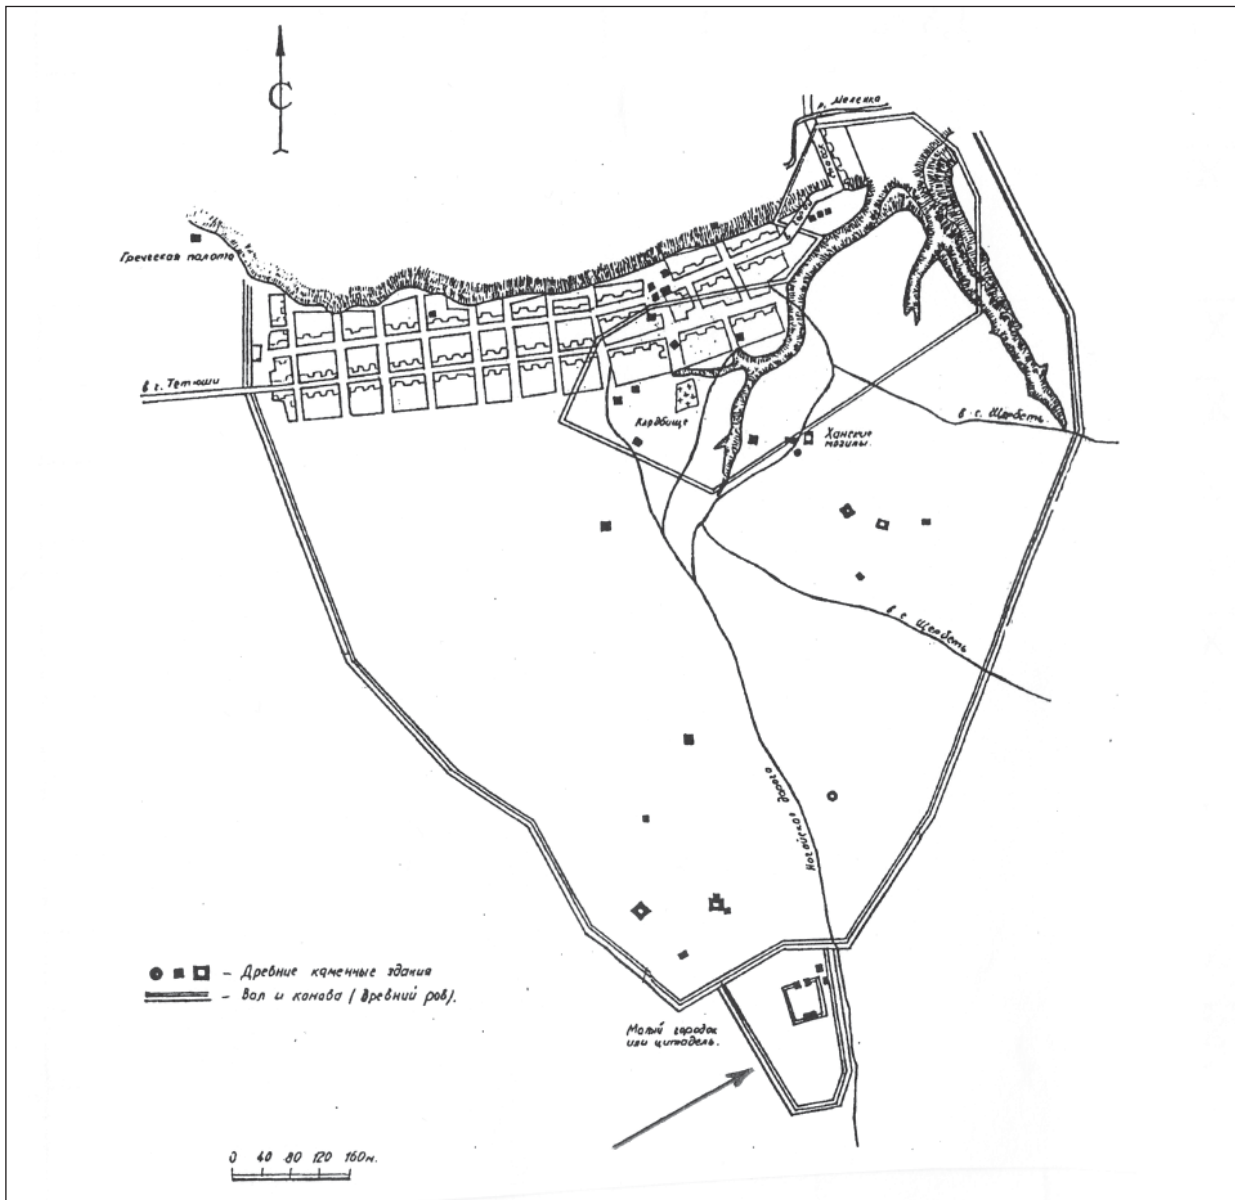 С
р. Меленка
Греческая палата
в г. Тетюши
Кладбище
Ханские
могилы.
в с. Щербеть.
в с. Щербеть
Ногайская дорога
- Древние каменные здания
- Вал и канава (древний ров).
Малый городок
или цитадель.
0 40 80 120 160м.